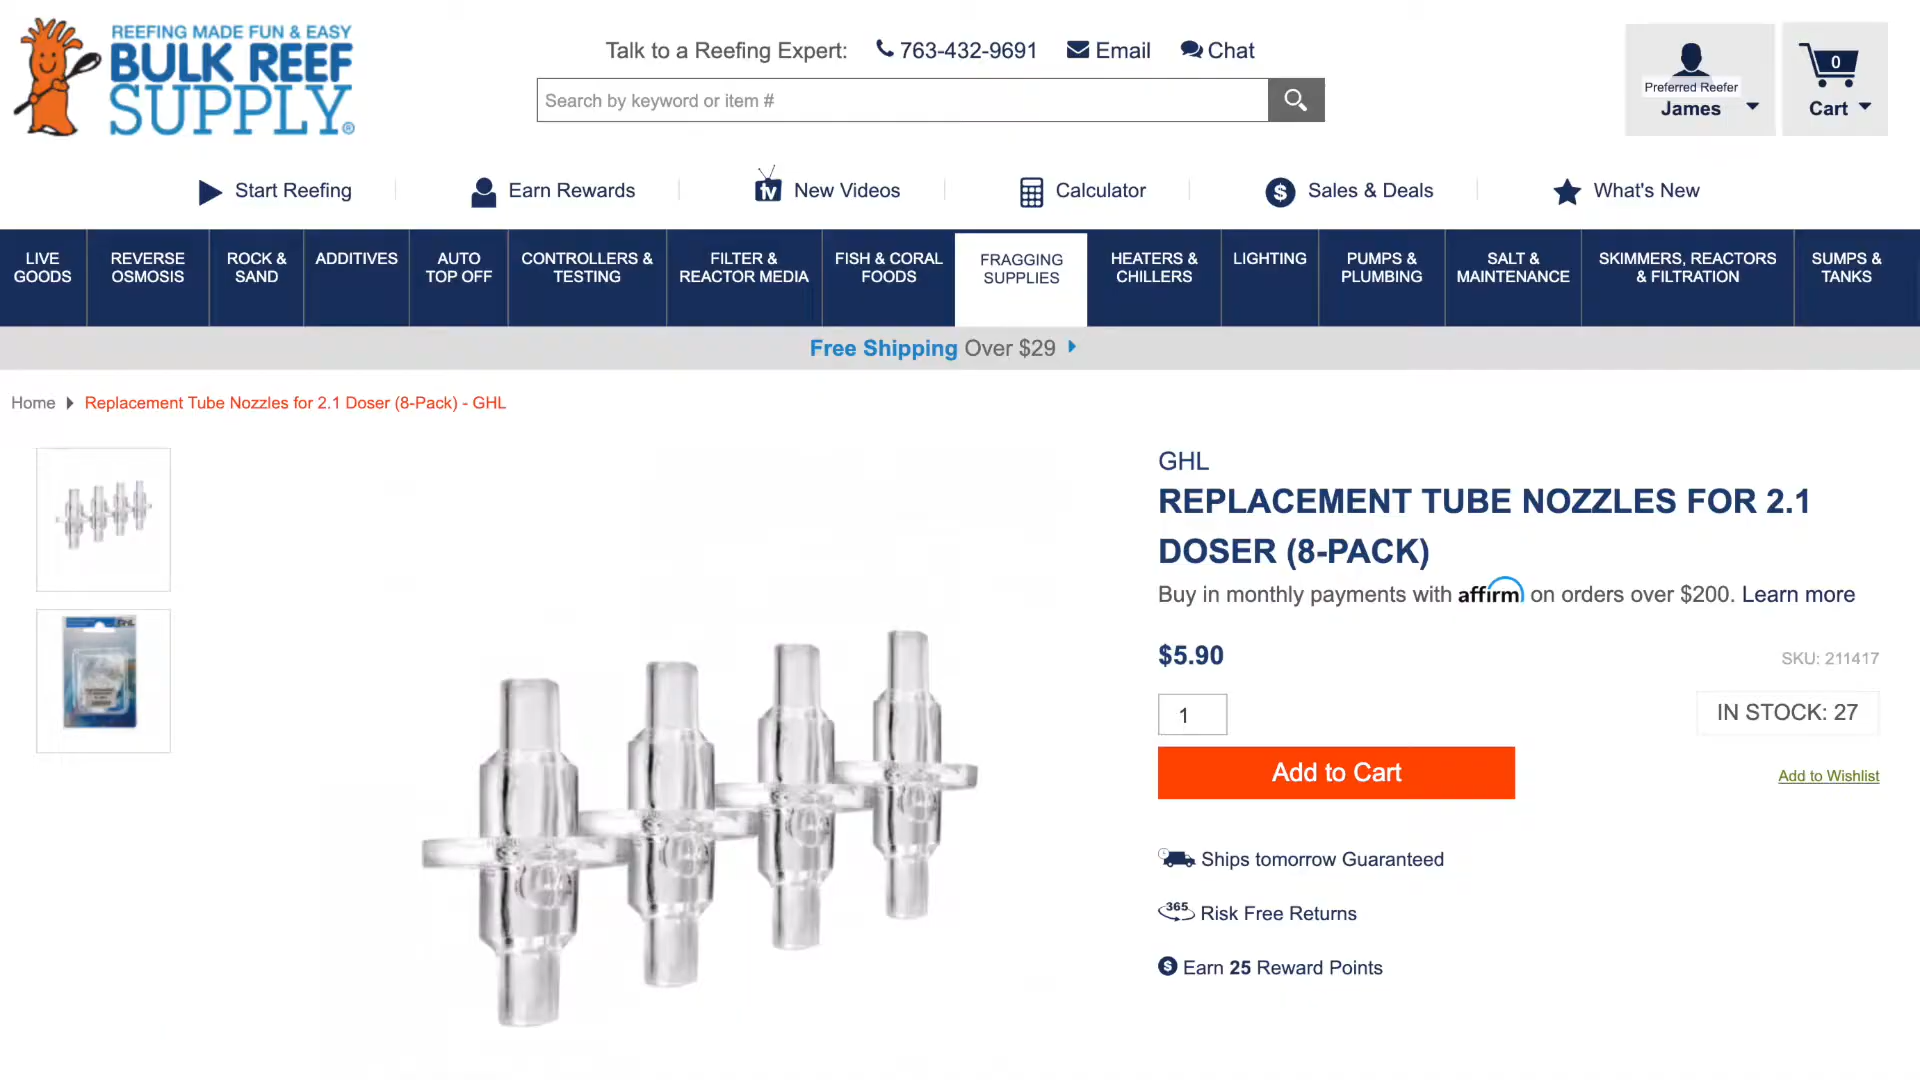 REEFING MADE FUN & EASY
BULK REEF
SUPPLY®
Talk to a Reefing Expert: 763-432-9691 Email Chat
Search by keyword or item #
Preferred Reefer
James
0
Cart
Start Reefing
Earn Rewards
tv New Videos
Calculator
$ Sales & Deals
What's New
LIVE
GOODS
REVERSE
OSMOSIS
ROCK &
SAND
ADDITIVES
AUTO
TOP OFF
CONTROLLERS &
TESTING
FILTER &
REACTOR MEDIA
FISH & CORAL
FOODS
FRAGGING
SUPPLIES
HEATERS &
CHILLERS
LIGHTING
PUMPS &
PLUMBING
SALT &
MAINTENANCE
SKIMMERS, REACTORS
& FILTRATION
SUMPS &
TANKS
Free Shipping Over $29
Home Replacement Tube Nozzles for 2.1 Doser (8-Pack) - GHL
GHL
GHL
REPLACEMENT TUBE NOZZLES FOR 2.1
DOSER (8-PACK)
Buy in monthly payments with affirm on orders over $200. Learn more
$5.90
SKU: 211417
1
IN STOCK: 27
Add to Cart
Add to Wishlist
Ships tomorrow Guaranteed
365 Risk Free Returns
$ Earn 25 Reward Points